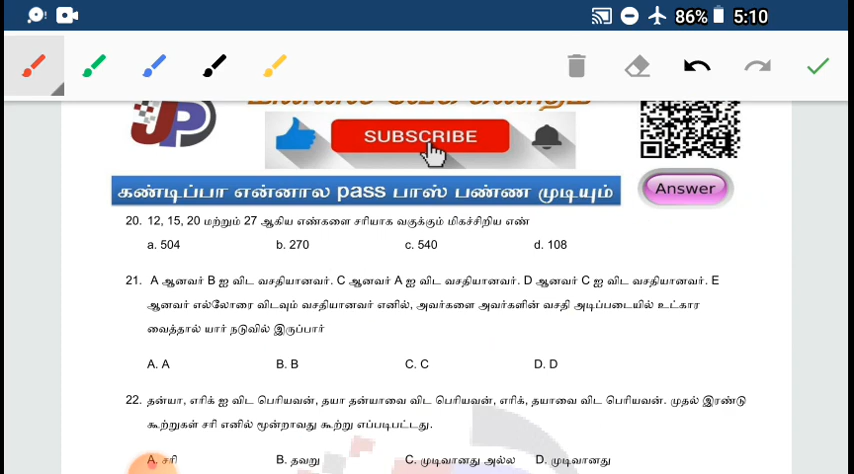 86% 5:10
JP
SUBSCRIBE
கண்டிப்பா என்னால pass பாஸ் பண்ண முடியும்
Answer
20. 12, 15, 20 மற்றும் 27 ஆகிய எண்களை சரியாக வகுக்கும் மிகச்சிறிய எண்
a. 504 b. 270 c. 540 d. 108
21. A ஆனவர் B ஐ விட வசதியானவர். C ஆனவர் A ஐ விட வசதியானவர். D ஆனவர் C ஐ விட வசதியானவர். E
ஆனவர் எல்லோரை விடவும் வசதியானவர் எனில், அவர்களை அவர்களின் வசதி அடிப்படையில் உட்கார
வைத்தால் யார் நடுவில் இருப்பார்
A. A B. B C. C D. D
22. தன்யா, எரிக் ஐ விட பெரியவன், தயா தன்யாவை விட பெரியவன், எரிக், தயாவை விட பெரியவன். முதல் இரண்டு
கூற்றுகள் சரி எனில் மூன்றாவது கூற்று எப்படிபட்டது.
A. சரி B. தவறு C. முடிவானது அல்ல D. முடிவானது